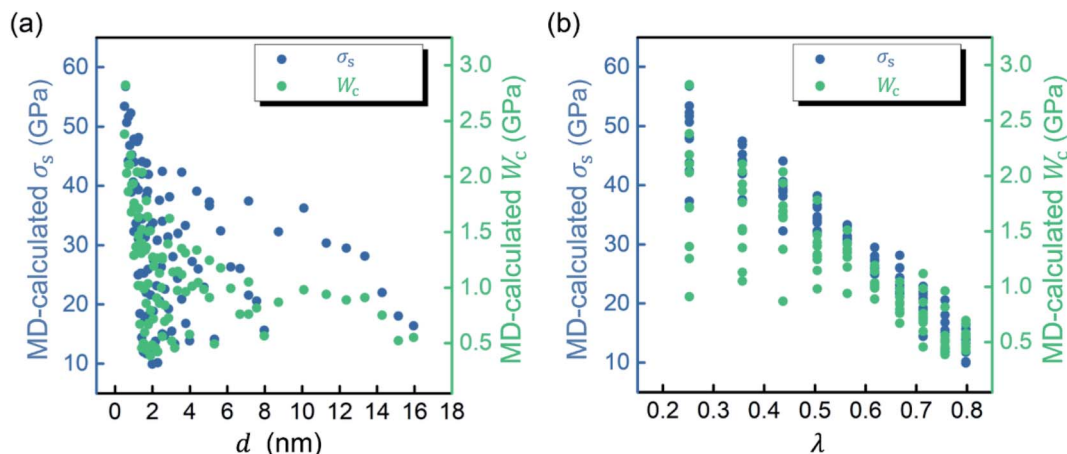 (a)
σs
Wc
MD-calculated σs (GPa)
60
50
40
30
20
10
3.0
2.5
2.0
1.5
1.0
0.5
MD-calculated Wc (GPa)
0 2 4 6 8 10 12 14 16 18
d (nm)
(b)
σs
Wc
MD-calculated σs (GPa)
60
50
40
30
20
10
3.0
2.5
2.0
1.5
1.0
0.5
MD-calculated Wc (GPa)
0.2 0.3 0.4 0.5 0.6 0.7 0.8
λ